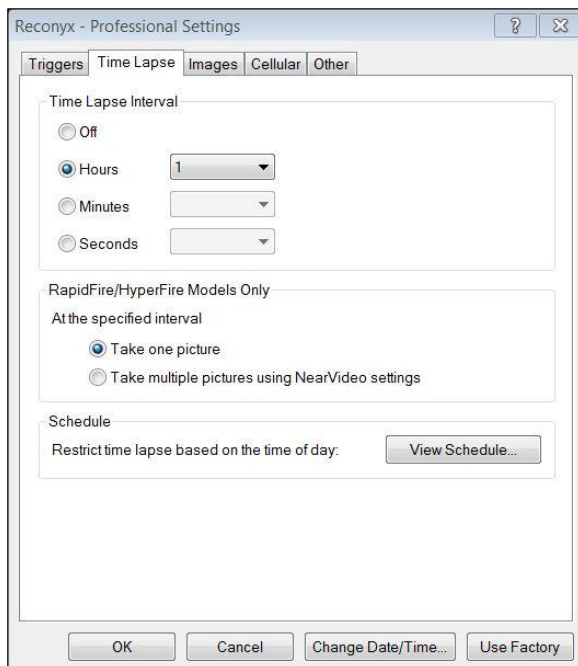 Reconyx - Professional Settings
Triggers Time Lapse Images Cellular Other
Time Lapse Interval
Off
Hours 1
Minutes
Seconds
RapidFire/HyperFire Models Only
At the specified interval
Take one picture
Take multiple pictures using NearVideo settings
Schedule
Restrict time lapse based on the time of day: View Schedule...
OK Cancel Change Date/Time... Use Factory